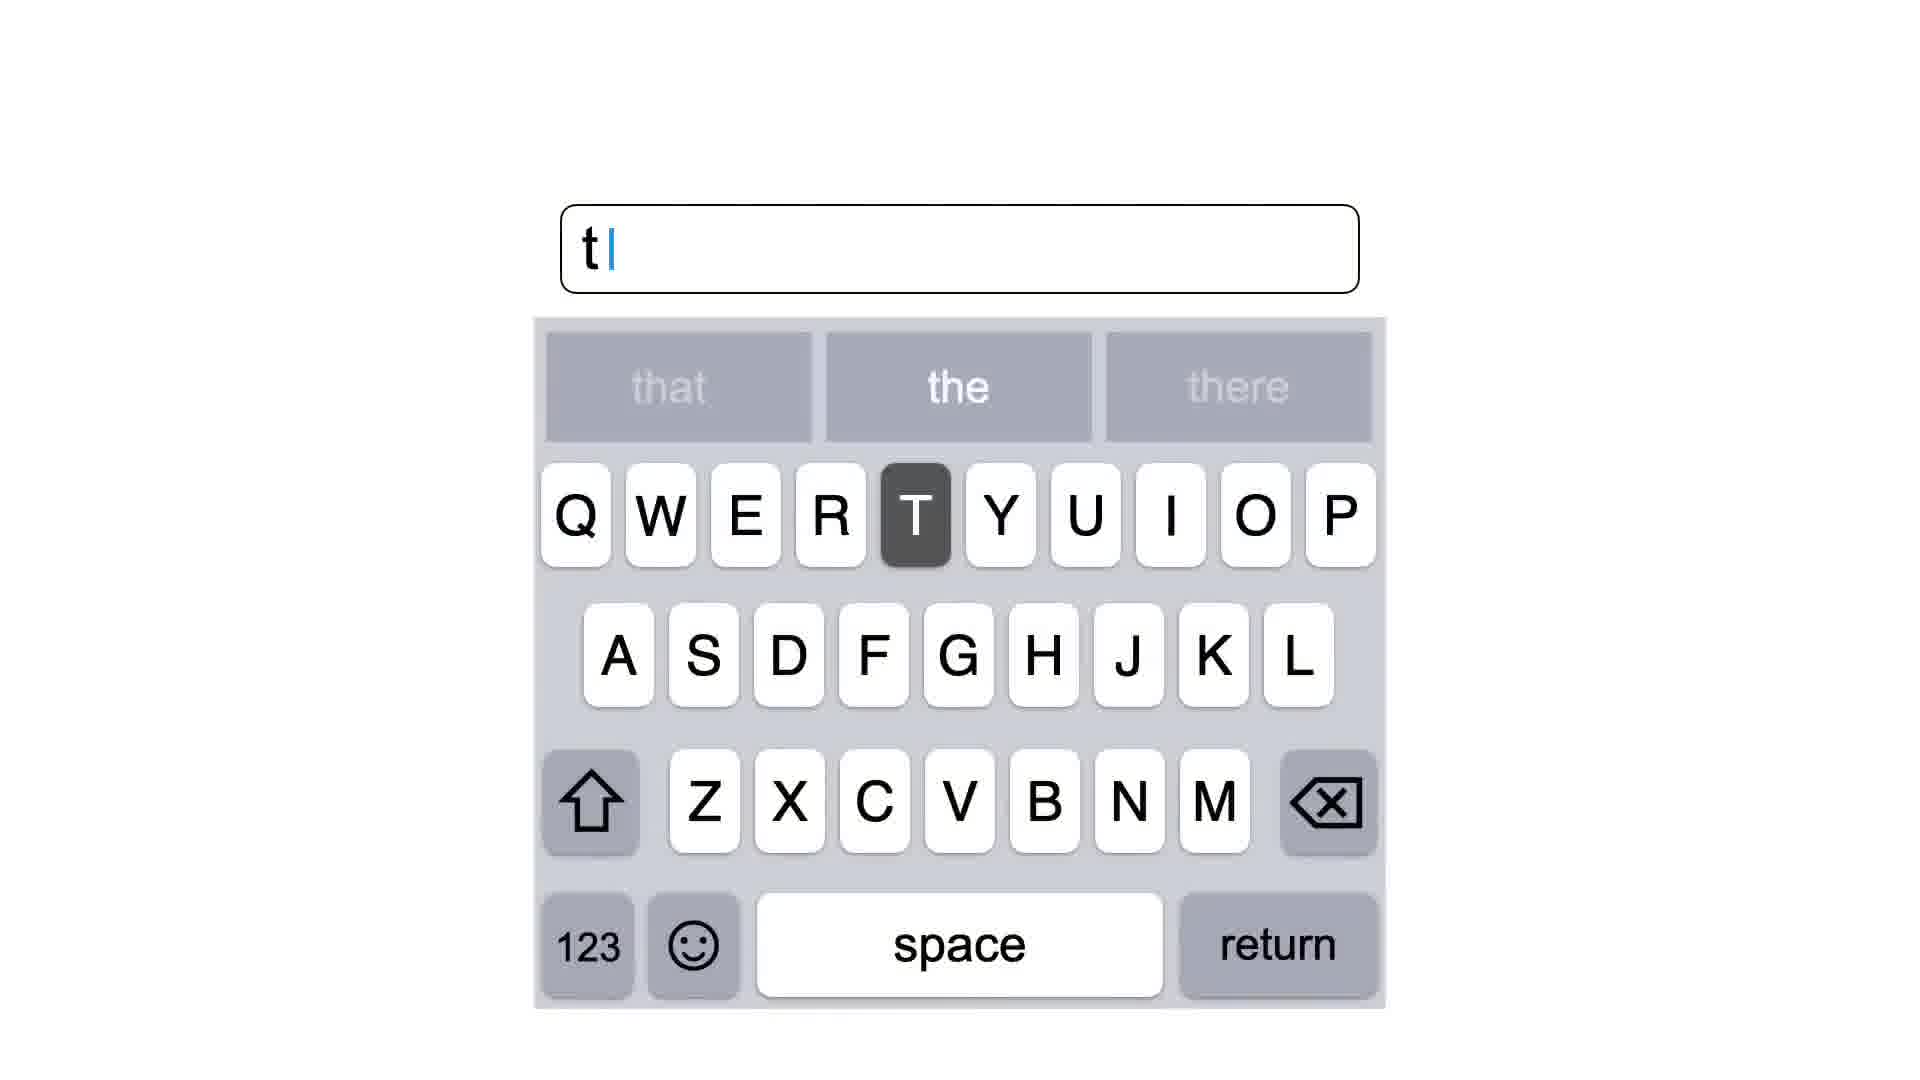 t
that the there
Q W E R T Y U I O P
A S D F G H J K L
Z X C V B N M
123 space return